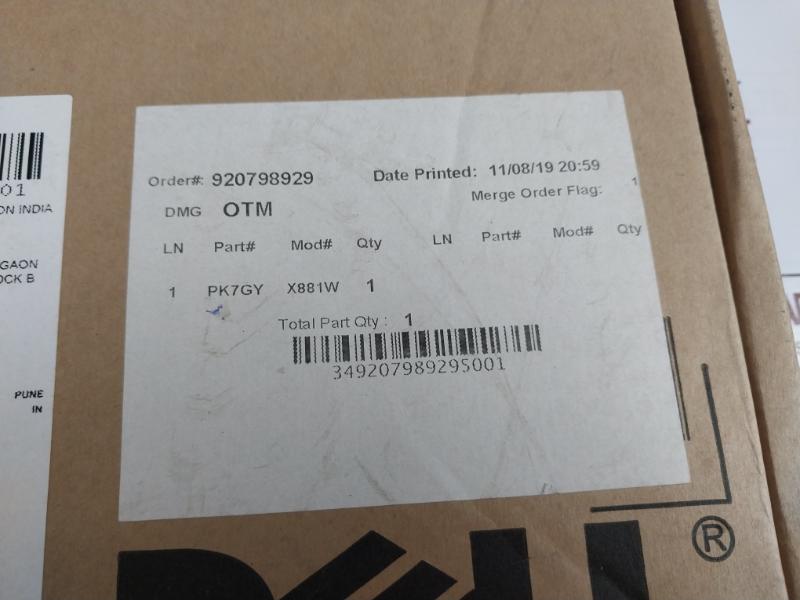 01
ON INDIA
GAON
OCK B
PUNE
IN
Order#: 920798929 Date Printed: 11/08/19 20:59
DMG OTM Merge Order Flag: 1
LN Part# Mod# Qty LN Part# Mod# Qty
1 PK7GY X881W 1
Total Part Qty : 1
349207989295001
DELL ®